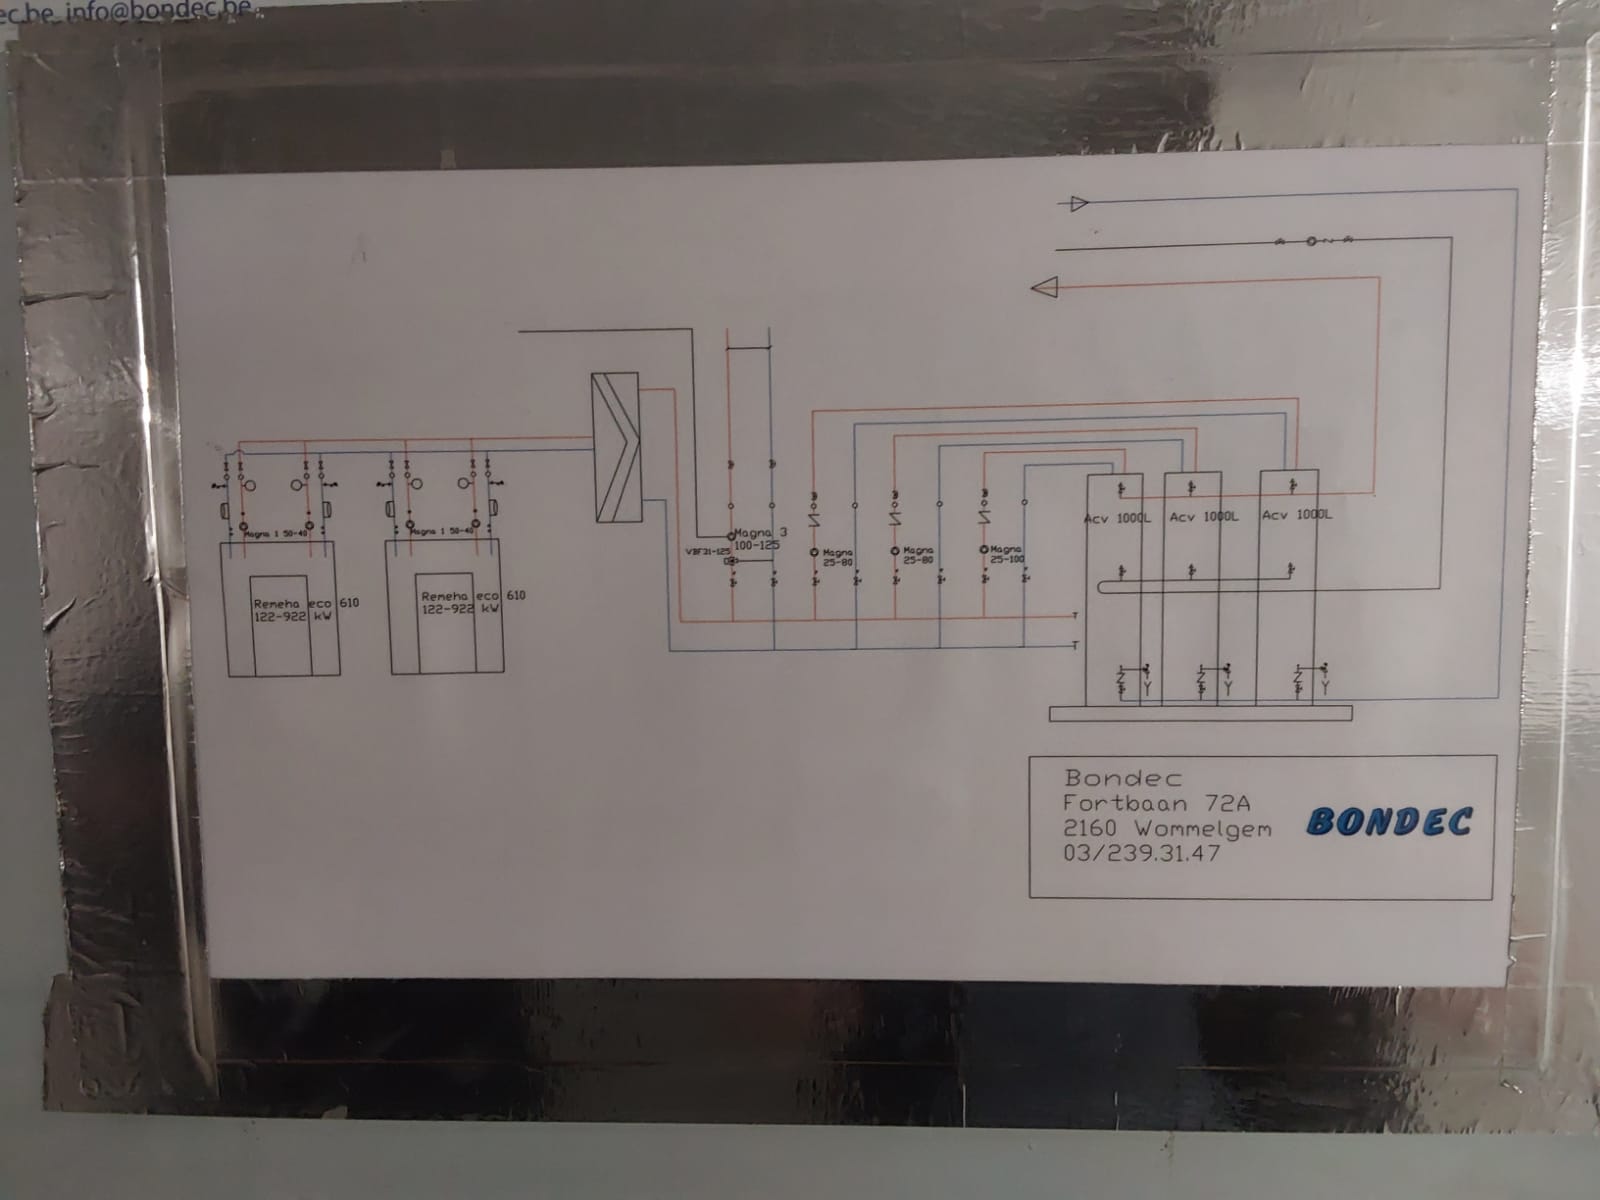 ec.be info@bondec.be
Magna 3
100-125
VBF21-125
Magna
25-80
Magna
25-80
Magna
25-100
Acv 1000L
Acv 1000L
Acv 1000L
Magna 1 50-40
Magna 1 50-40
Remeha eco 610
122-922 kW
Remeha eco 610
122-922 kW
Bondec
Fortbaan 72A
2160 Wommelgem
03/239.31.47
BONDEC